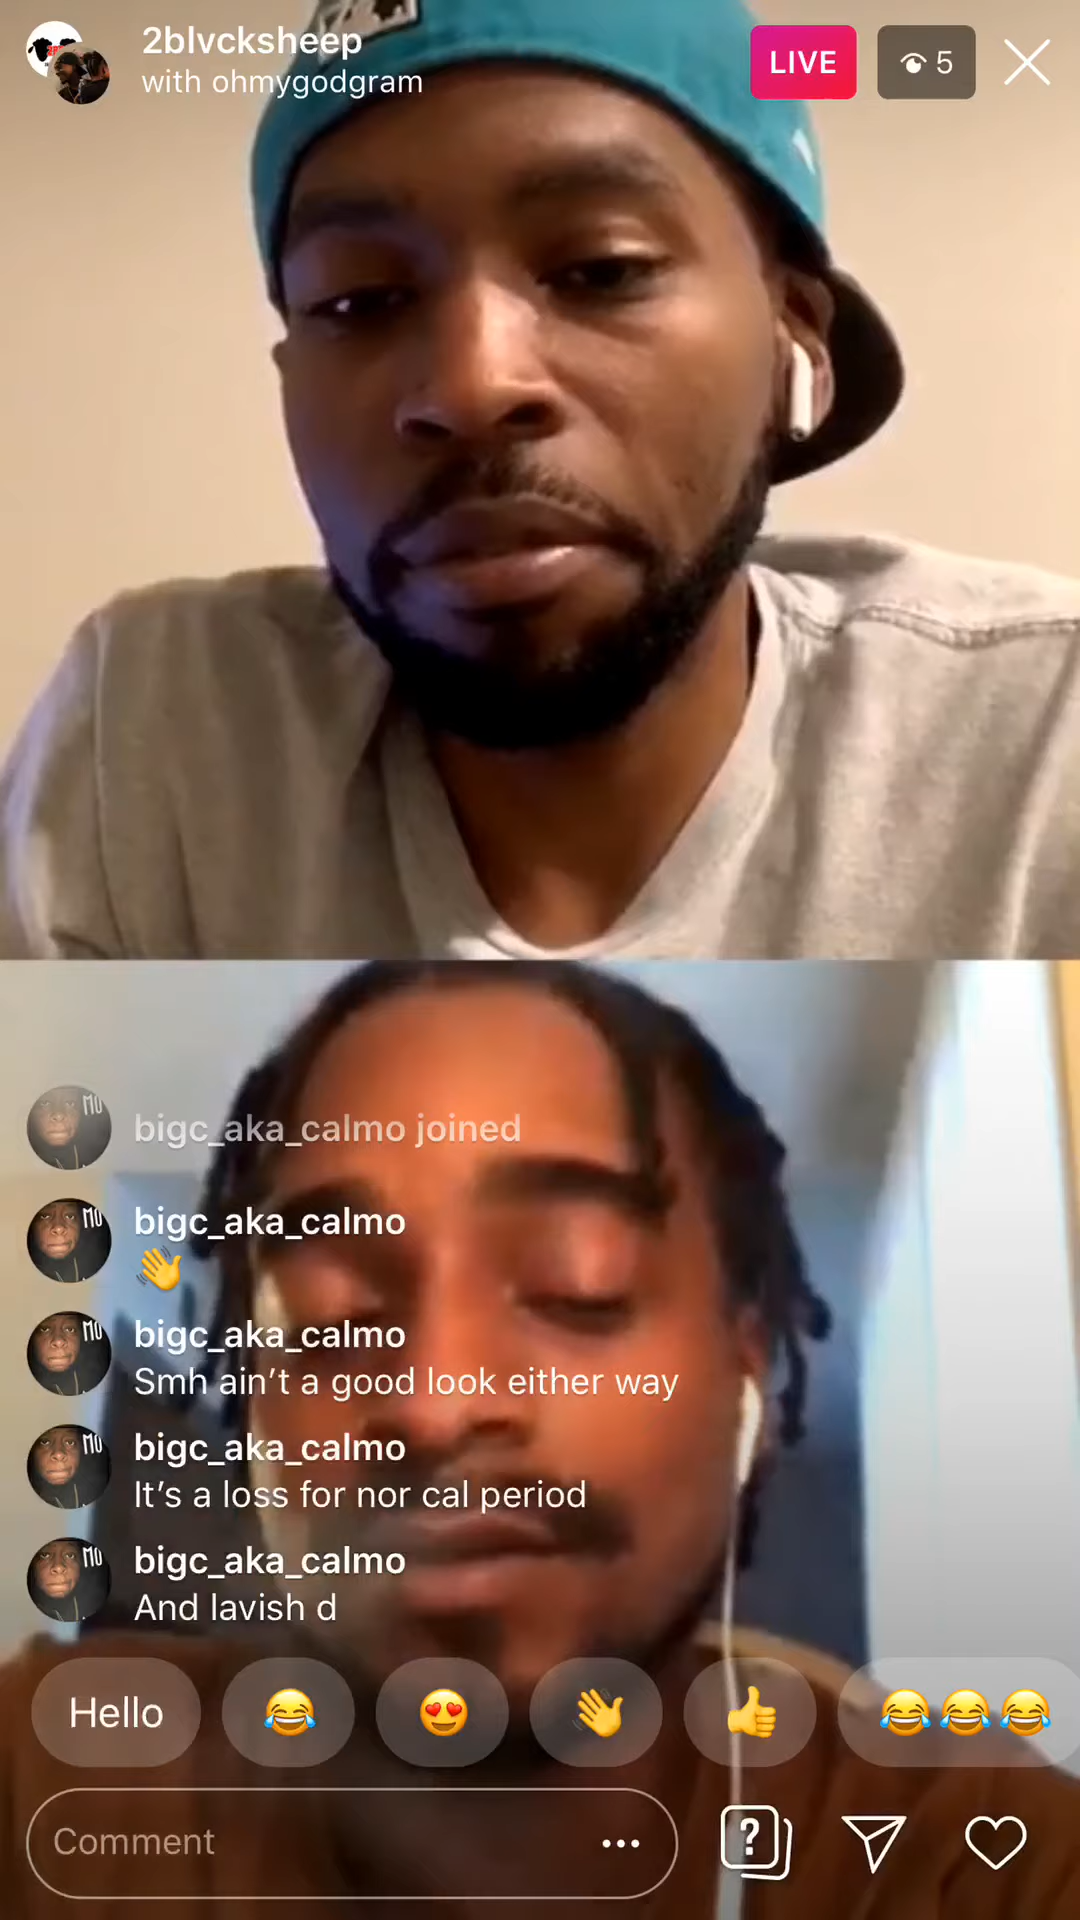 2blvcksheep
with ohmygodgram
LIVE
5
bigc_aka_calmo joined
bigc_aka_calmo
👋
bigc_aka_calmo
Smh ain’t a good look either way
bigc_aka_calmo
It’s a loss for nor cal period
bigc_aka_calmo
And lavish d
Hello 😂 😍 👋 👍 😂😂😂
Comment